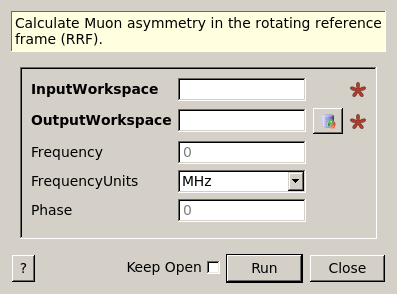 Calculate Muon asymmetry in the rotating reference
frame (RRF).
InputWorkspace
OutputWorkspace
Frequency 0
FrequencyUnits MHz
Phase 0
? Keep Open Run Close